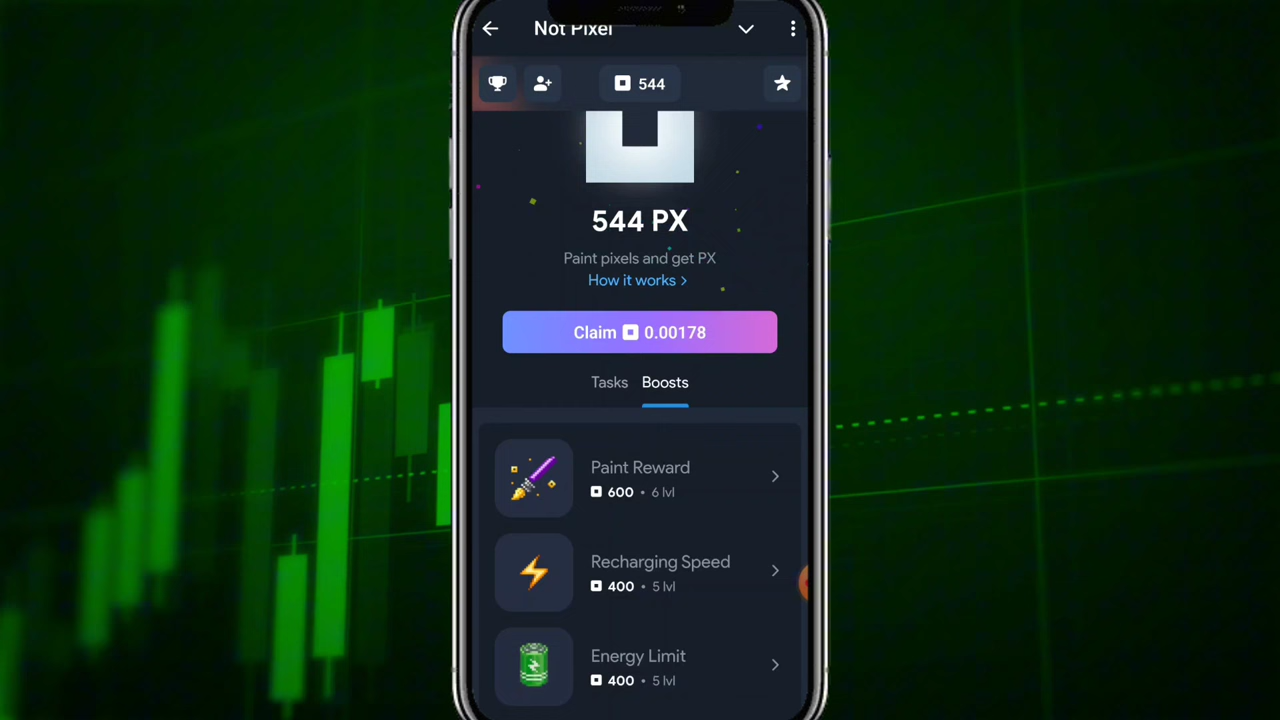 Not Pixel
544
544 PX
Paint pixels and get PX
How it works >
Claim 0.00178
Tasks Boosts
Paint Reward
600 • 6 lvl
Recharging Speed
400 • 5 lvl
Energy Limit
400 • 5 lvl